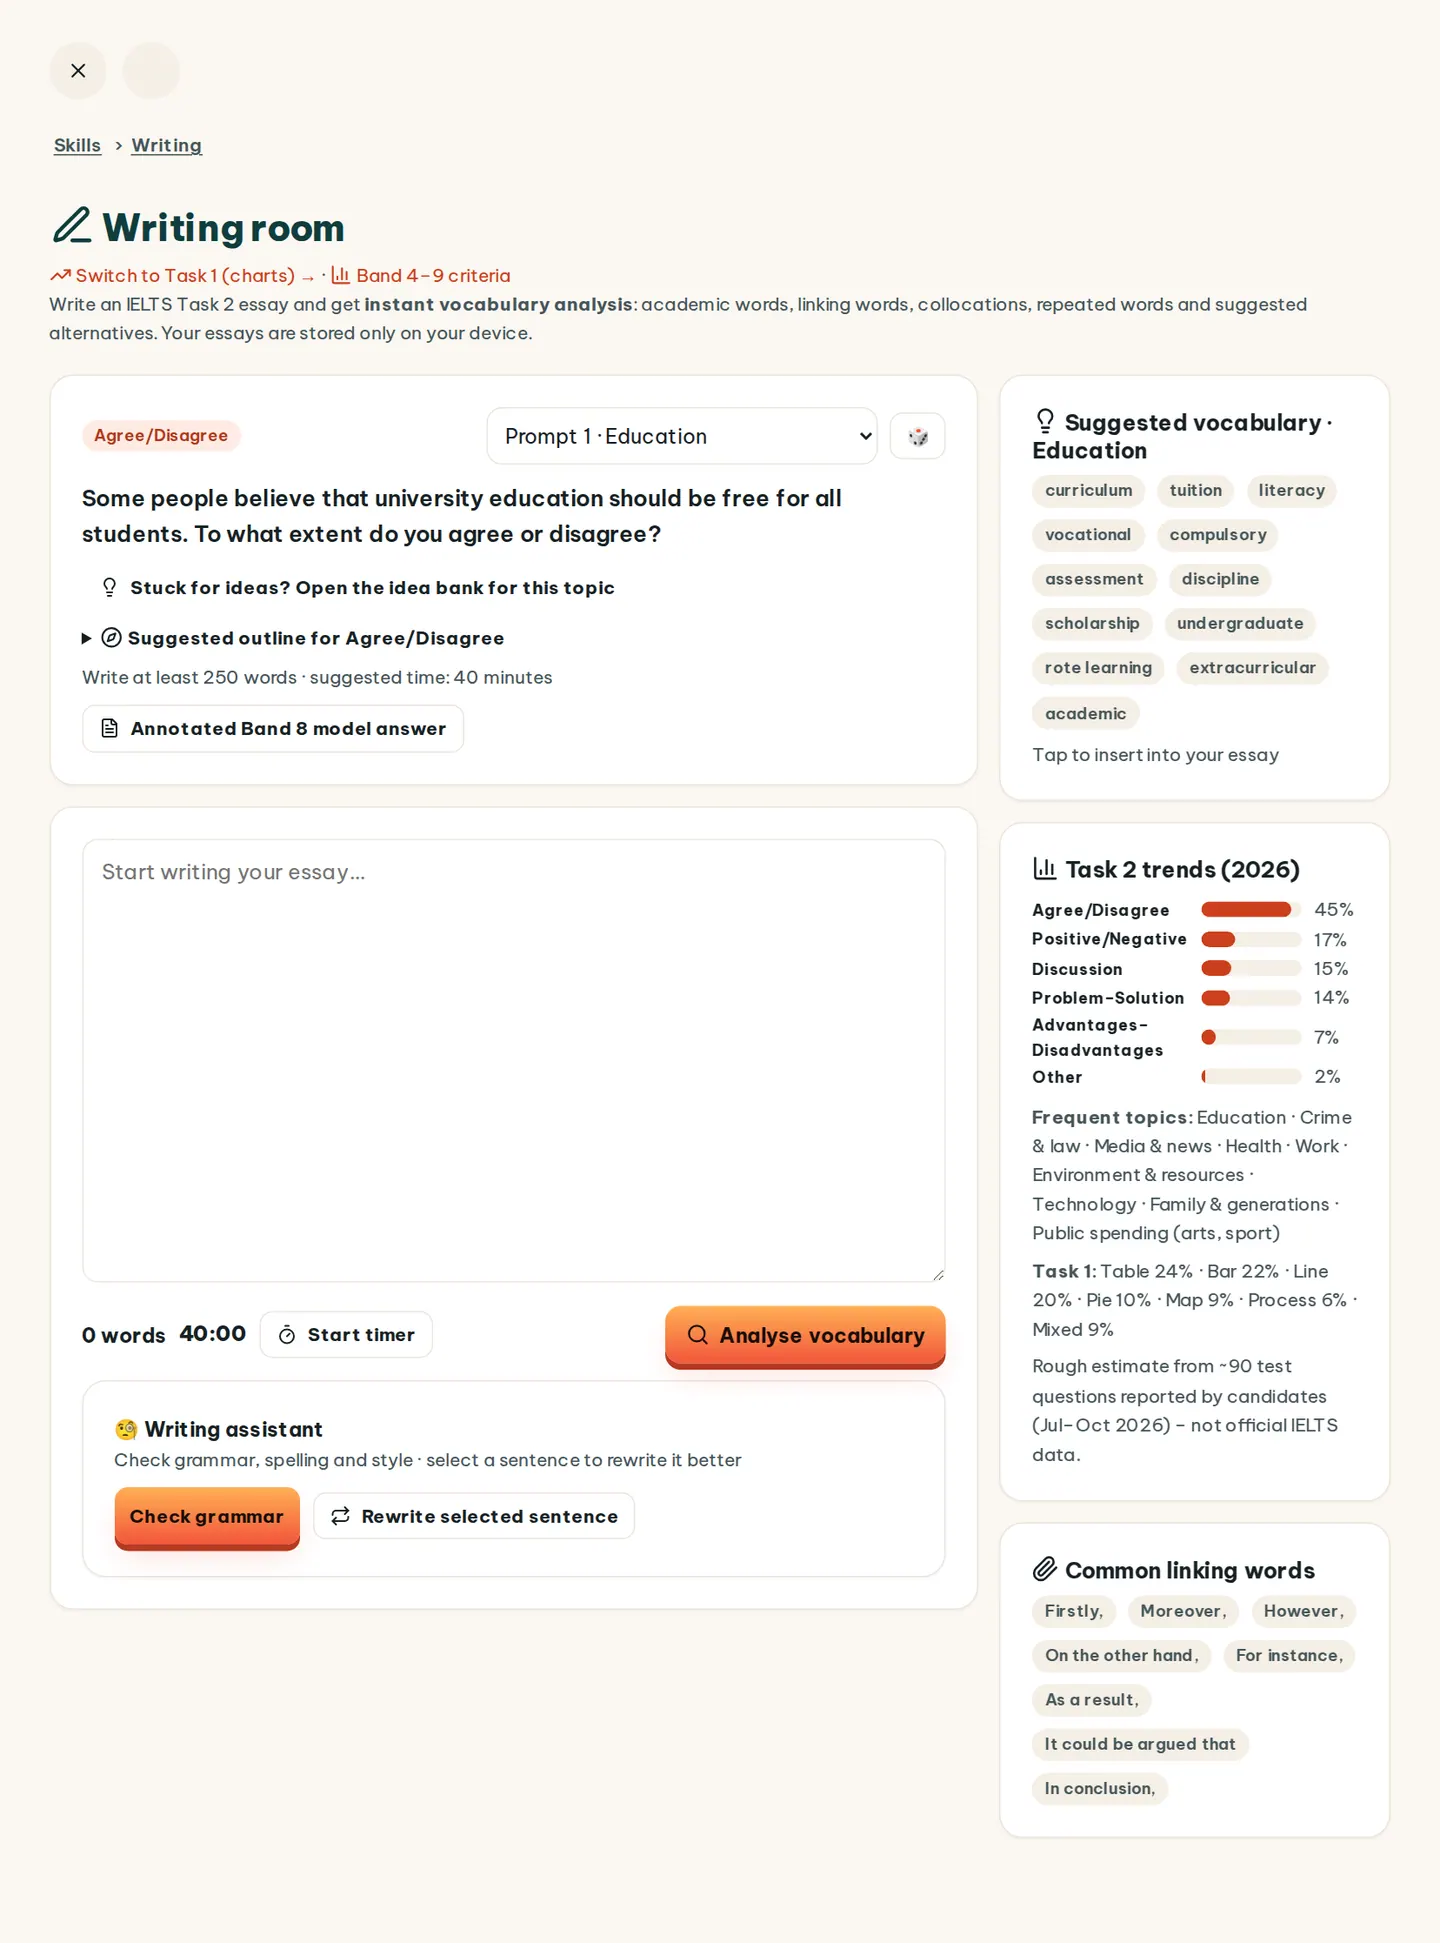 Skills › Writing
Writing room
Switch to Task 1 (charts) → · Band 4–9 criteria
Write an IELTS Task 2 essay and get instant vocabulary analysis: academic words, linking words, collocations, repeated words and suggested
alternatives. Your essays are stored only on your device.
Agree/Disagree
Prompt 1 · Education
Some people believe that university education should be free for all
students. To what extent do you agree or disagree?
Stuck for ideas? Open the idea bank for this topic
Suggested outline for Agree/Disagree
Write at least 250 words · suggested time: 40 minutes
Annotated Band 8 model answer
Start writing your essay...
0 words 40:00 Start timer
Analyse vocabulary
Writing assistant
Check grammar, spelling and style · select a sentence to rewrite it better
Check grammar
Rewrite selected sentence
Suggested vocabulary ·
Education
curriculum tuition literacy
vocational compulsory
assessment discipline
scholarship undergraduate
rote learning extracurricular
academic
Tap to insert into your essay
Task 2 trends (2026)
Agree/Disagree 45%
Positive/Negative 17%
Discussion 15%
Problem–Solution 14%
Advantages–
Disadvantages 7%
Other 2%
Frequent topics: Education · Crime
& law · Media & news · Health · Work ·
Environment & resources ·
Technology · Family & generations ·
Public spending (arts, sport)
Task 1: Table 24% · Bar 22% · Line
20% · Pie 10% · Map 9% · Process 6% ·
Mixed 9%
Rough estimate from ~90 test
questions reported by candidates
(Jul–Oct 2026) – not official IELTS
data.
Common linking words
Firstly, Moreover, However,
On the other hand, For instance,
As a result,
It could be argued that
In conclusion,